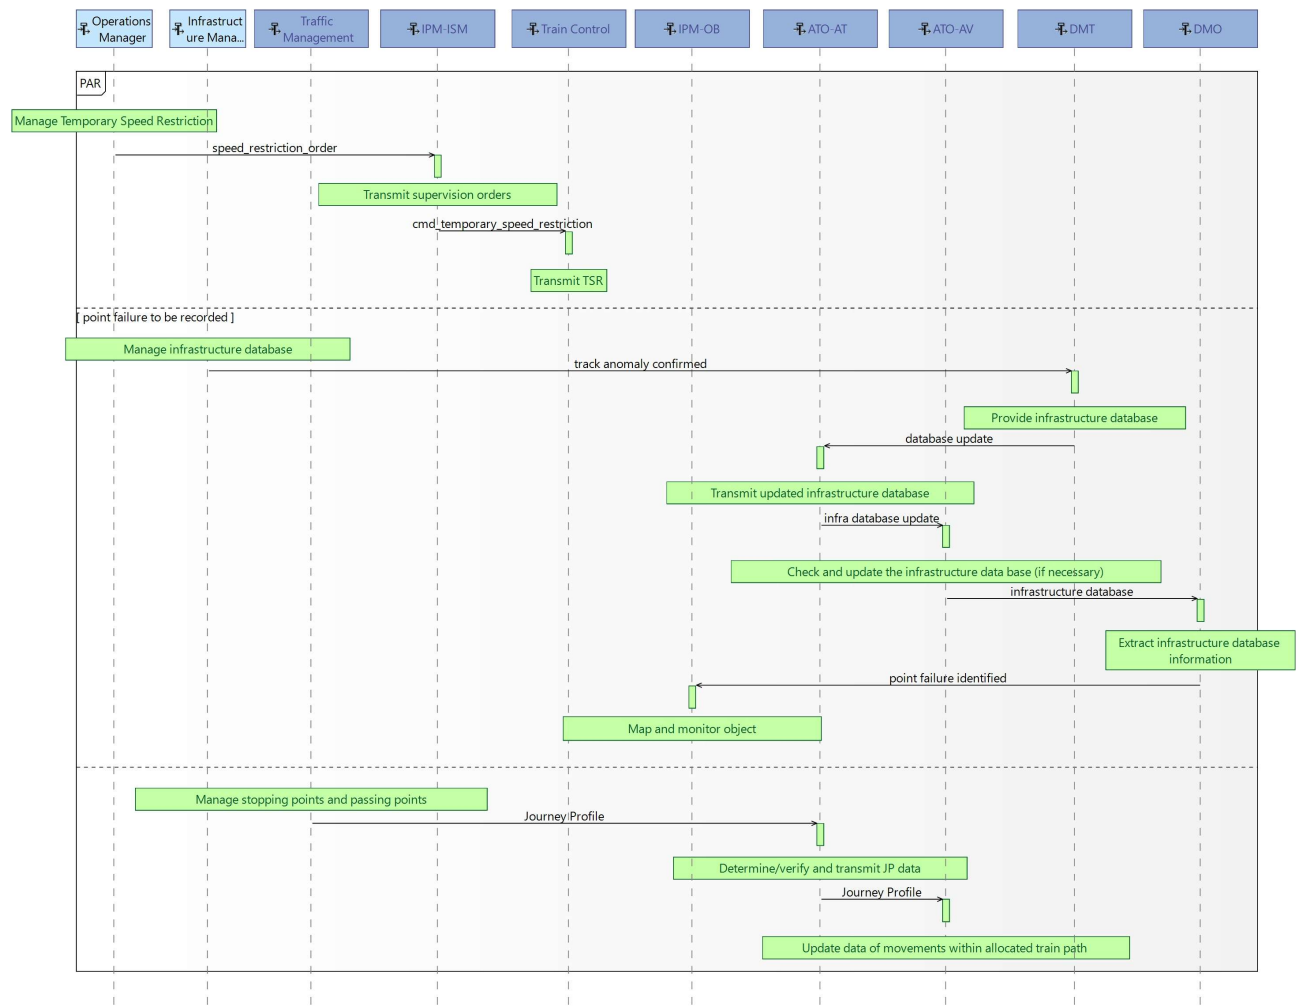 Operations
Manager
Infrastruct
ure Mana...
Traffic
Management
IPM-ISM
Train Control
IPM-OB
ATO-AT
ATO-AV
DMT
DMO
PAR
Manage Temporary Speed Restriction
speed_restriction_order
Transmit supervision orders
cmd_temporary_speed_restriction
Transmit TSR
[ point failure to be recorded ]
Manage infrastructure database
track anomaly confirmed
Provide infrastructure database
database update
Transmit updated infrastructure database
infra database update
Check and update the infrastructure data base (if necessary)
infrastructure database
Extract infrastructure database
information
point failure identified
Map and monitor object
Manage stopping points and passing points
Journey Profile
Determine/verify and transmit JP data
Journey Profile
Update data of movements within allocated train path